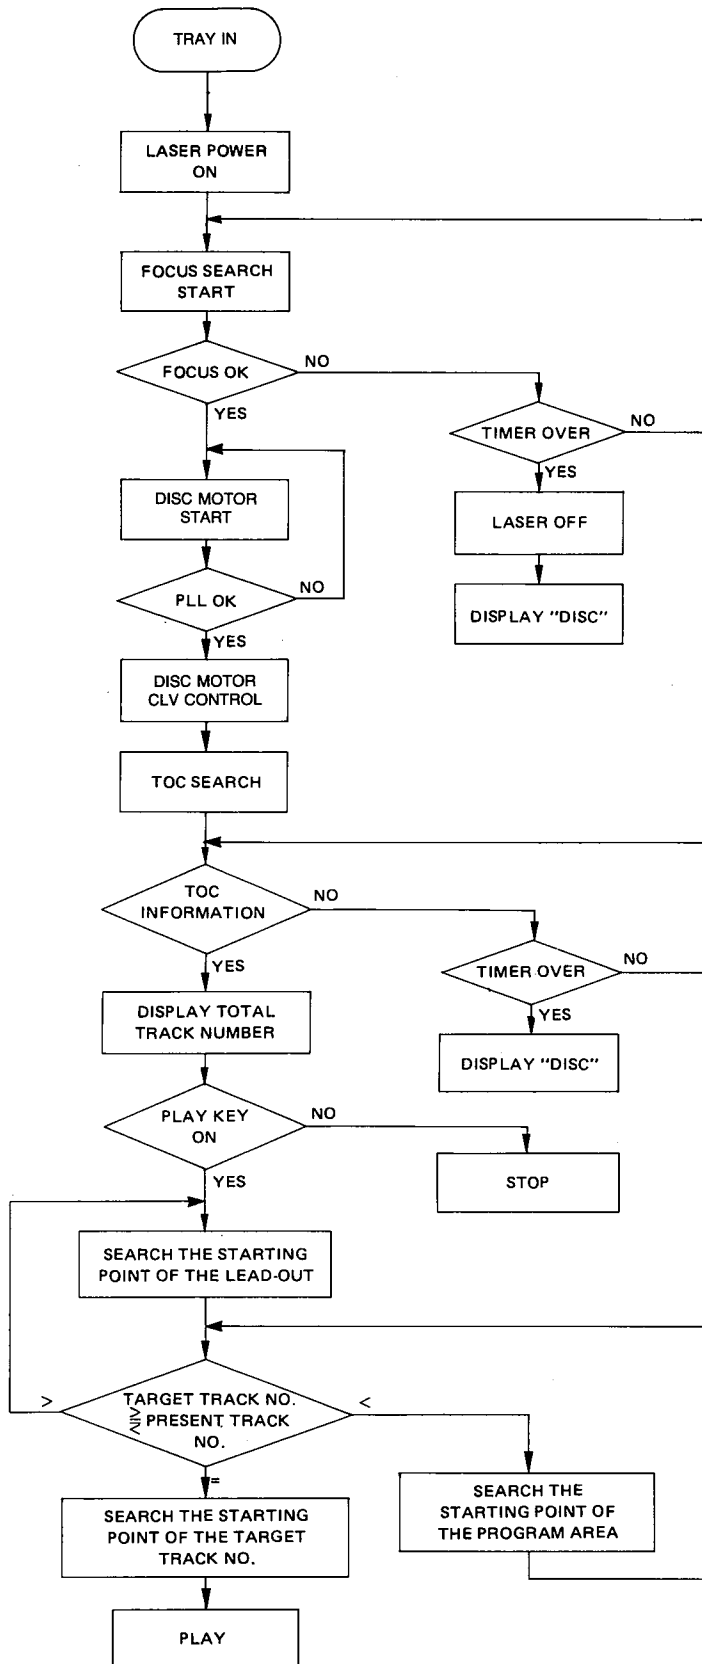 TRAY IN
LASER POWER
ON
FOCUS SEARCH
START
FOCUS OK
NO
YES
TIMER OVER
NO
YES
LASER OFF
DISPLAY "DISC"
DISC MOTOR
START
PLL OK
NO
YES
DISC MOTOR
CLV CONTROL
TOC SEARCH
TOC
INFORMATION
NO
YES
TIMER OVER
NO
YES
DISPLAY "DISC"
DISPLAY TOTAL
TRACK NUMBER
PLAY KEY
ON
NO
YES
STOP
SEARCH THE STARTING
POINT OF THE LEAD-OUT
>
TARGET TRACK NO.
⋛ PRESENT TRACK
NO.
<
=
SEARCH THE STARTING
POINT OF THE TARGET
TRACK NO.
SEARCH THE
STARTING POINT OF
THE PROGRAM AREA
PLAY